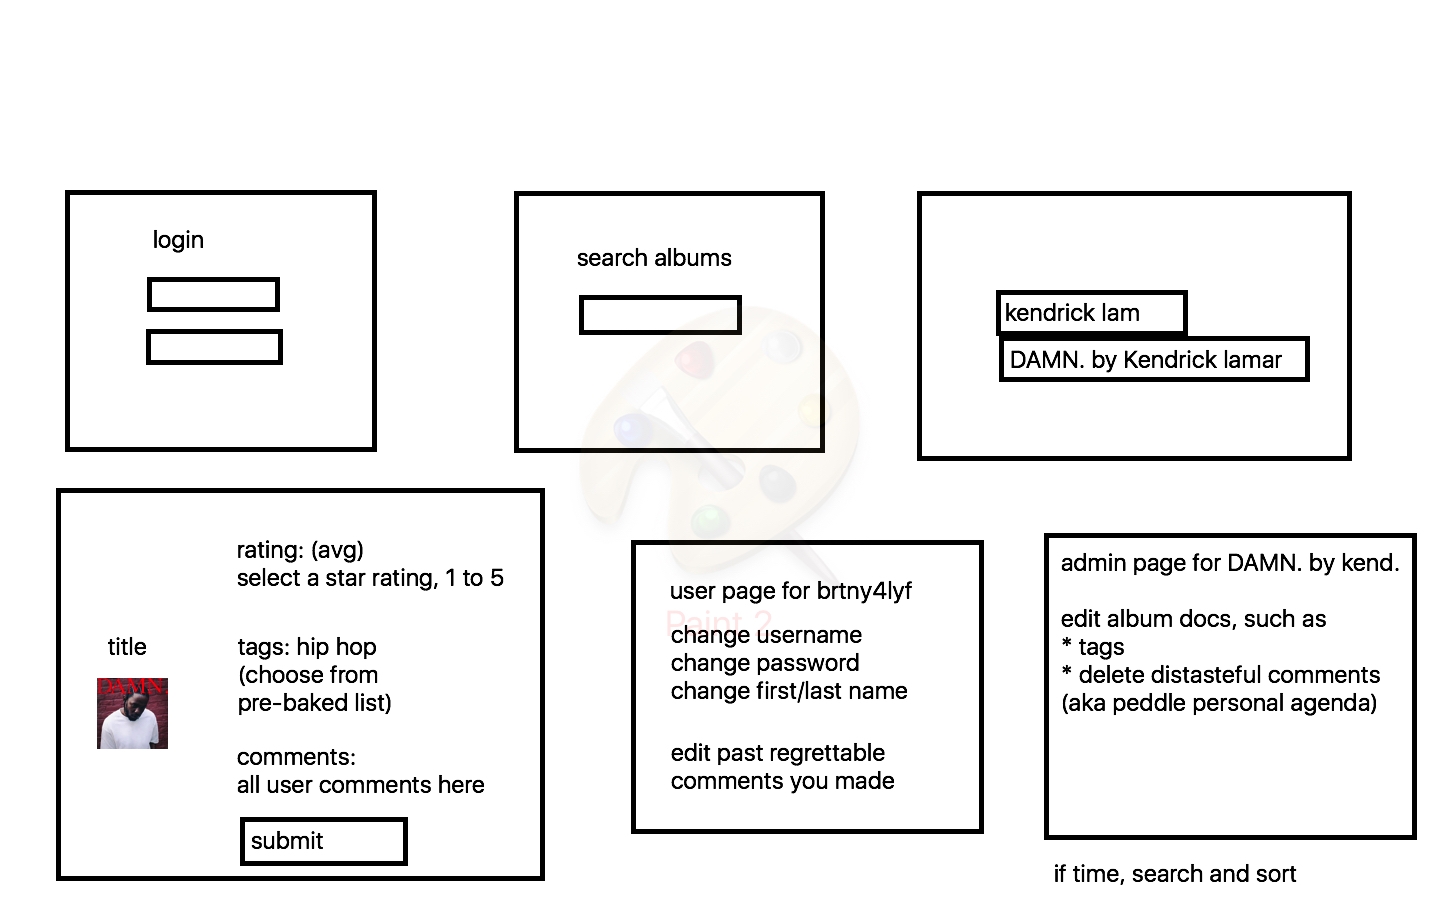 login
search albums
kendrick lam
DAMN. by Kendrick lamar
rating: (avg)
select a star rating, 1 to 5
title
DAMN.
tags: hip hop
(choose from
pre-baked list)
comments:
all user comments here
submit
user page for brtny4lyf
Paint 2
change username
change password
change first/last name
edit past regrettable
comments you made
admin page for DAMN. by kend.
edit album docs, such as
* tags
* delete distasteful comments
(aka peddle personal agenda)
if time, search and sort